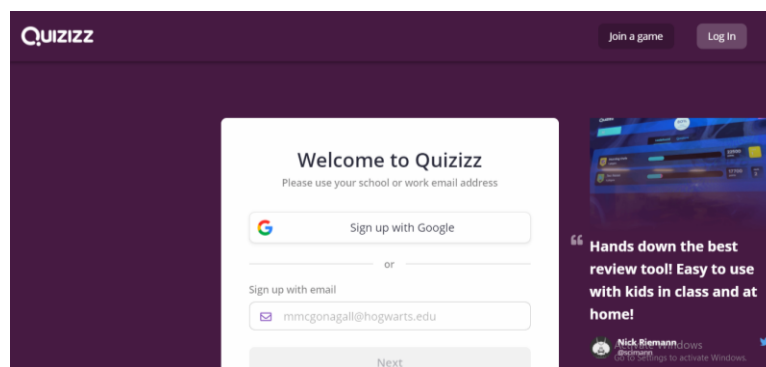 Quizizz
Join a game
Log In
Welcome to Quizizz
Please use your school or work email address
Sign up with Google
or
Sign up with email
mmcgonagall@hogwarts.edu
Next
Hands down the best
review tool! Easy to use
with kids in class and at
home!
Nick Riemann
Activate Windows
Go to Settings to activate Windows.